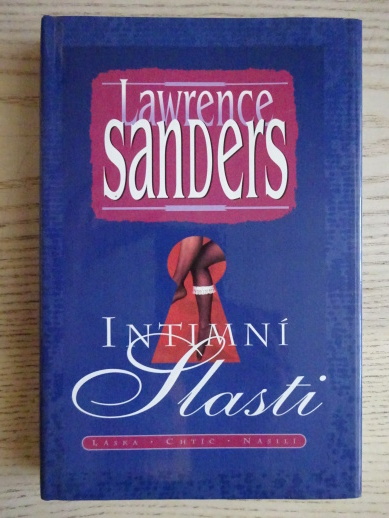 Lawrence
SANDERS
INTIMNÍ
Slasti
LÁSKA · CHTÍČ · NÁSILÍ